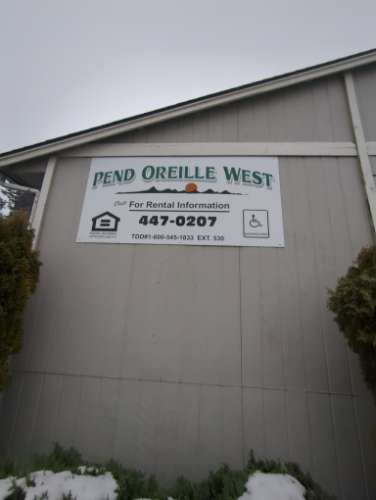 PEND OREILLE WEST
Call For Rental Information
447-0207
TDD#1-800-545-1833 EXT. 530